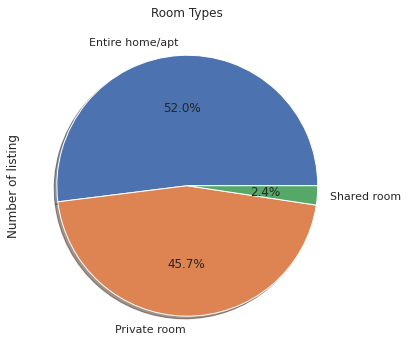 Room Types
Entire home/apt
52.0%
Number of listing
2.4%
Shared room
45.7%
Private room